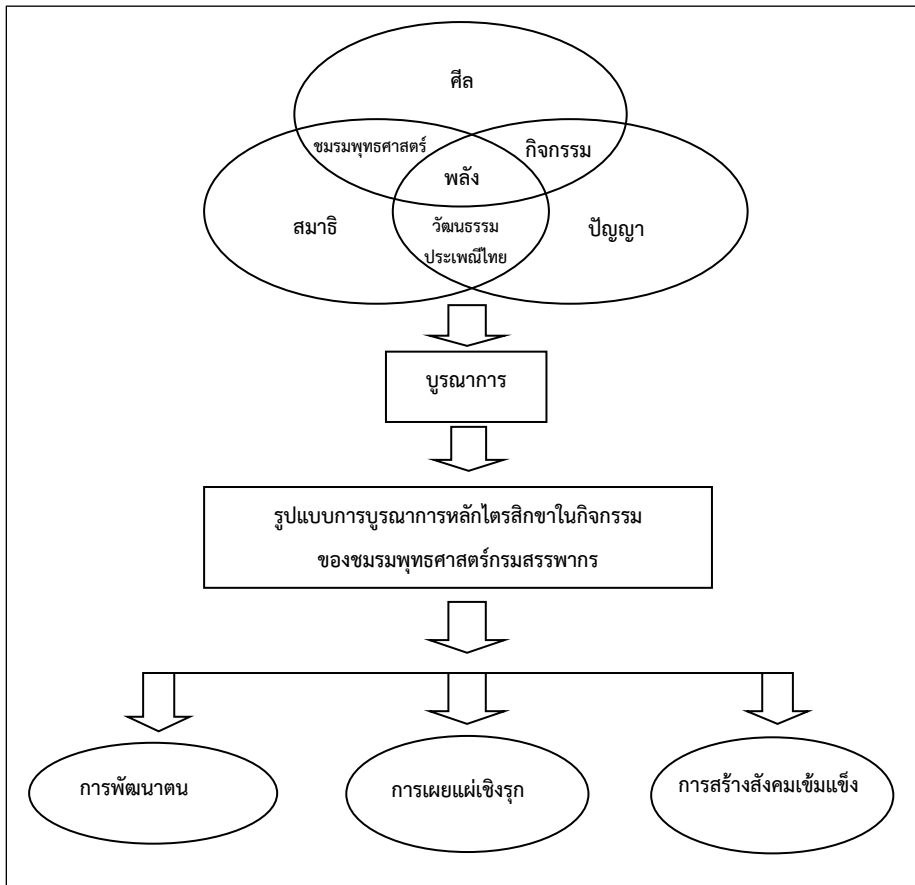 ศีล
ชมรมพุทธศาสตร์
กิจกรรม
พลัง
สมาธิ
วัฒนธรรม
ประเพณีไทย
ปัญญา
บูรณาการ
รูปแบบการบูรณาการหลักไตรสิกขาในกิจกรรม
ของชมรมพุทธศาสตร์กรมสรรพากร
การพัฒนาตน
การเผยแผ่เชิงรุก
การสร้างสังคมเข้มแข็ง